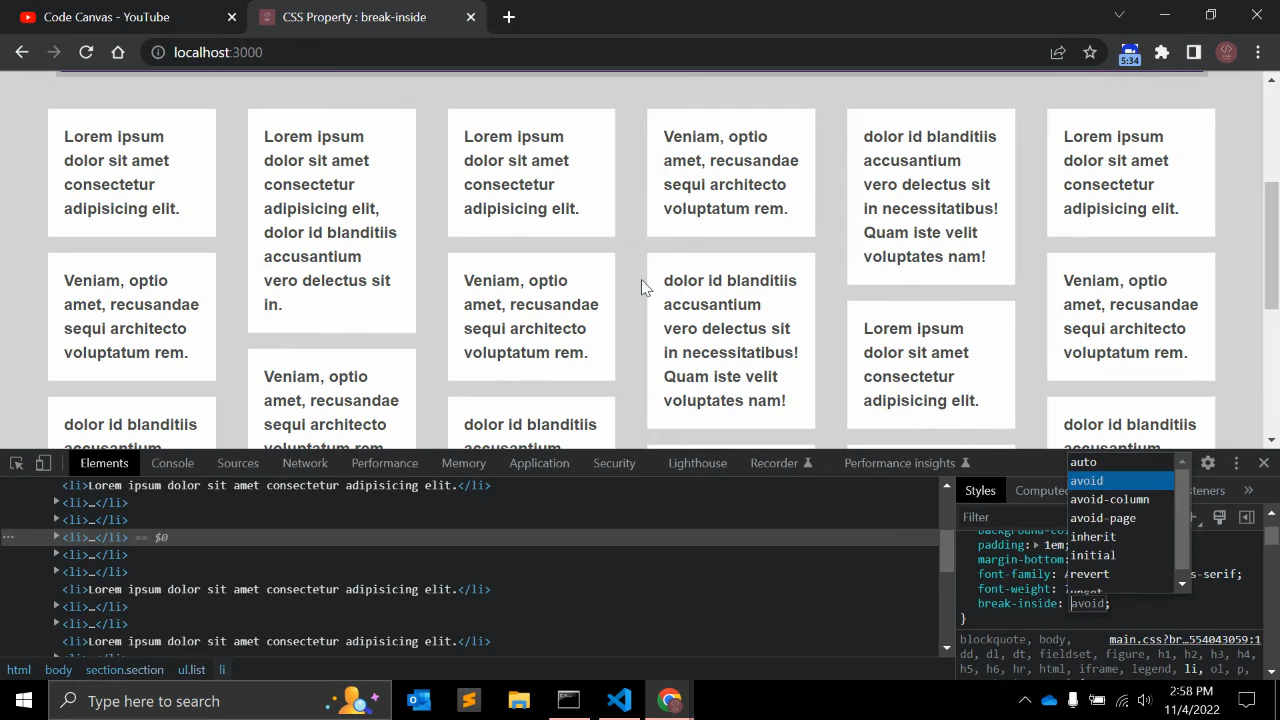 Code Canvas - YouTube
CSS Property : break-inside
localhost:3000
5:34
Lorem ipsum
dolor sit amet
consectetur
adipisicing elit.
Veniam, optio
amet, recusandae
sequi architecto
voluptatum rem.
dolor id blanditiis
accusantium
Lorem ipsum
dolor sit amet
consectetur
adipisicing elit,
dolor id blanditiis
accusantium
vero delectus sit
in.
Veniam, optio
amet, recusandae
sequi architecto
voluptatum rem
Lorem ipsum
dolor sit amet
consectetur
adipisicing elit.
Veniam, optio
amet, recusandae
sequi architecto
voluptatum rem.
dolor id blanditiis
accusantium
Veniam, optio
amet, recusandae
sequi architecto
voluptatum rem.
dolor id blanditiis
accusantium
vero delectus sit
in necessitatibus!
Quam iste velit
voluptates nam!
dolor id blanditiis
accusantium
vero delectus sit
in necessitatibus!
Quam iste velit
voluptates nam!
Lorem ipsum
dolor sit amet
consectetur
adipisicing elit.
Lorem ipsum
dolor sit amet
consectetur
adipisicing elit.
Veniam, optio
amet, recusandae
sequi architecto
voluptatum rem.
dolor id blanditiis
accusantium
Elements Console Sources Network Performance Memory Application Security Lighthouse Recorder Performance insights
<li>Lorem ipsum dolor sit amet consectetur adipisicing elit.</li>
<li>…</li>
<li>…</li>
<li>…</li> == $0
<li>…</li>
<li>…</li>
<li>Lorem ipsum dolor sit amet consectetur adipisicing elit.</li>
<li>…</li>
<li>…</li>
<li>Lorem ipsum dolor sit amet consectetur adipisicing elit.</li>
html body section.section ul.list li
Styles Computed
Filter
padding: 1em;
margin-bottom:
font-family:
font-weight:
break-inside: avoid;
}
auto
avoid
avoid-column
avoid-page
inherit
initial
revert
unset
s-serif;
blockquote, body, main.css?br…554043059:1
dd, dl, dt, fieldset, figure, h1, h2, h3, h4,
h5, h6, hr, html, iframe, legend, li, ol, p,
Type here to search
2:58 PM
11/4/2022